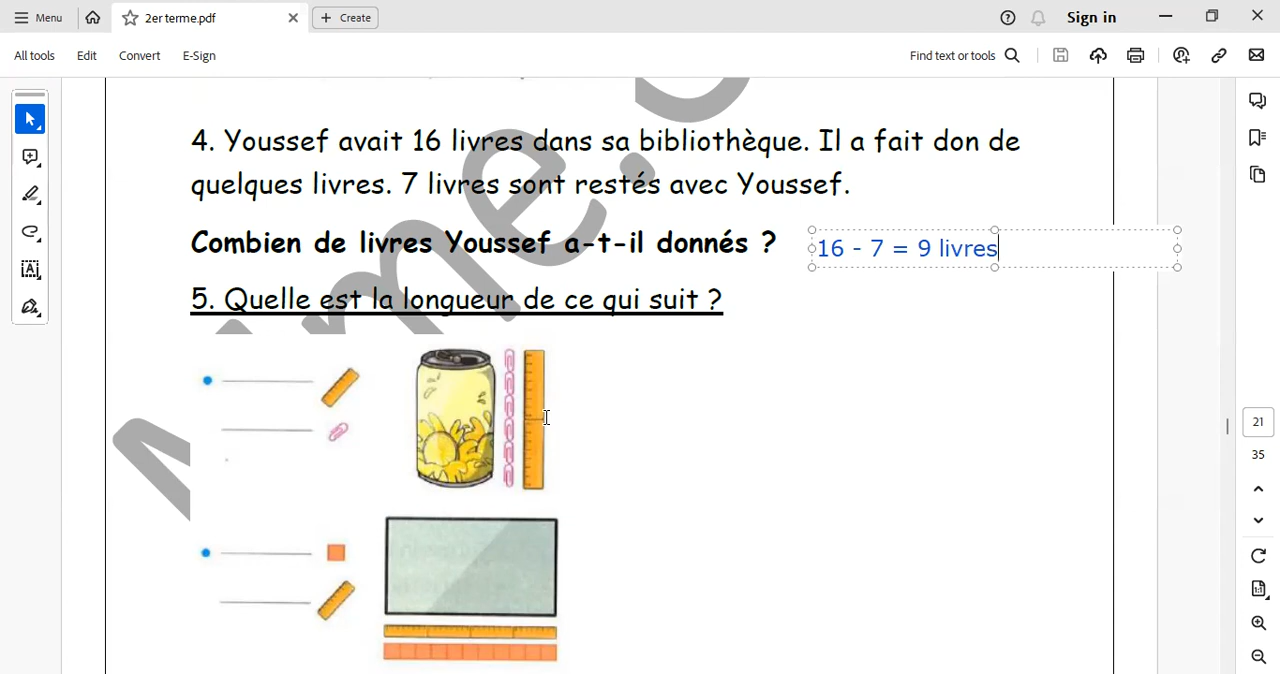 Menu
2er terme.pdf
Create
Sign in
All tools
Edit
Convert
E-Sign
Find text or tools
4. Youssef avait 16 livres dans sa bibliothèque. Il a fait don de
quelques livres. 7 livres sont restés avec Youssef.
Combien de livres Youssef a-t-il donnés ?
16 - 7 = 9 livres
5. Quelle est la longueur de ce qui suit ?
21
35